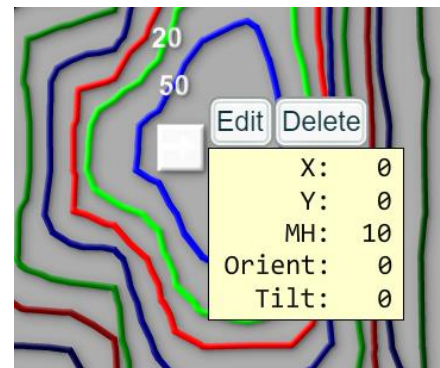 20
50
Edit Delete
X: 0
Y: 0
MH: 10
Orient: 0
Tilt: 0